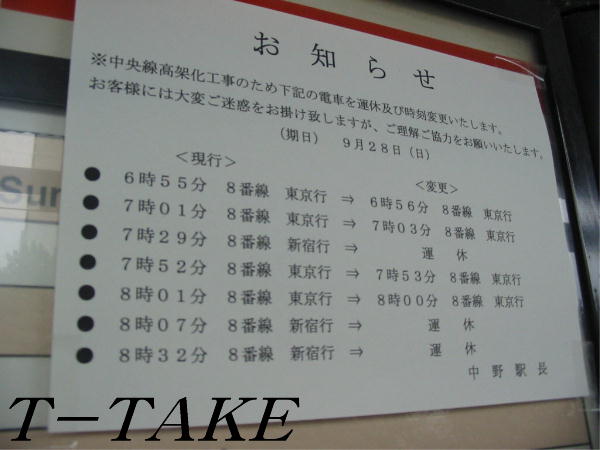 お知らせ
※中央線高架化工事のため下記の電車を運休及び時刻変更いたします。
お客様には大変ご迷惑をお掛け致しますが、ご理解ご協力をお願いいたします。
(期日) 9月28日(日)
<現行> <変更>
● 6時55分 8番線 東京行 ⇒ 6時56分 8番線 東京行
● 7時01分 8番線 東京行 ⇒ 7時03分 8番線 東京行
● 7時29分 8番線 新宿行 ⇒ 運休
● 7時52分 8番線 東京行 ⇒ 7時53分 8番線 東京行
● 8時01分 8番線 東京行 ⇒ 8時00分 8番線 東京行
● 8時07分 8番線 新宿行 ⇒ 運休
● 8時32分 8番線 新宿行 ⇒ 運休
中野駅長
Sun
T-TAKE